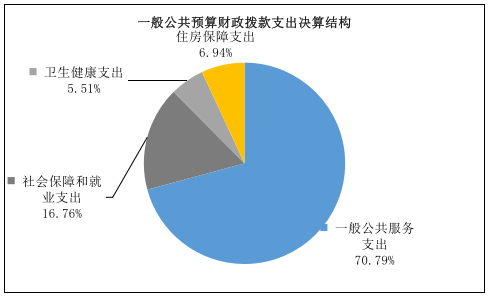 一般公共预算财政拨款支出决算结构
住房保障支出
6.94%
卫生健康支出
5.51%
社会保障和就
业支出
16.76%
一般公共服务
支出
70.79%